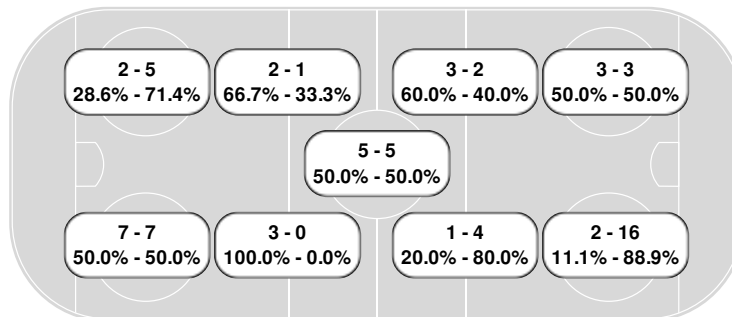 2 - 5
28.6% - 71.4%
2 - 1
66.7% - 33.3%
3 - 2
60.0% - 40.0%
3 - 3
50.0% - 50.0%
5 - 5
50.0% - 50.0%
7 - 7
50.0% - 50.0%
3 - 0
100.0% - 0.0%
1 - 4
20.0% - 80.0%
2 - 16
11.1% - 88.9%